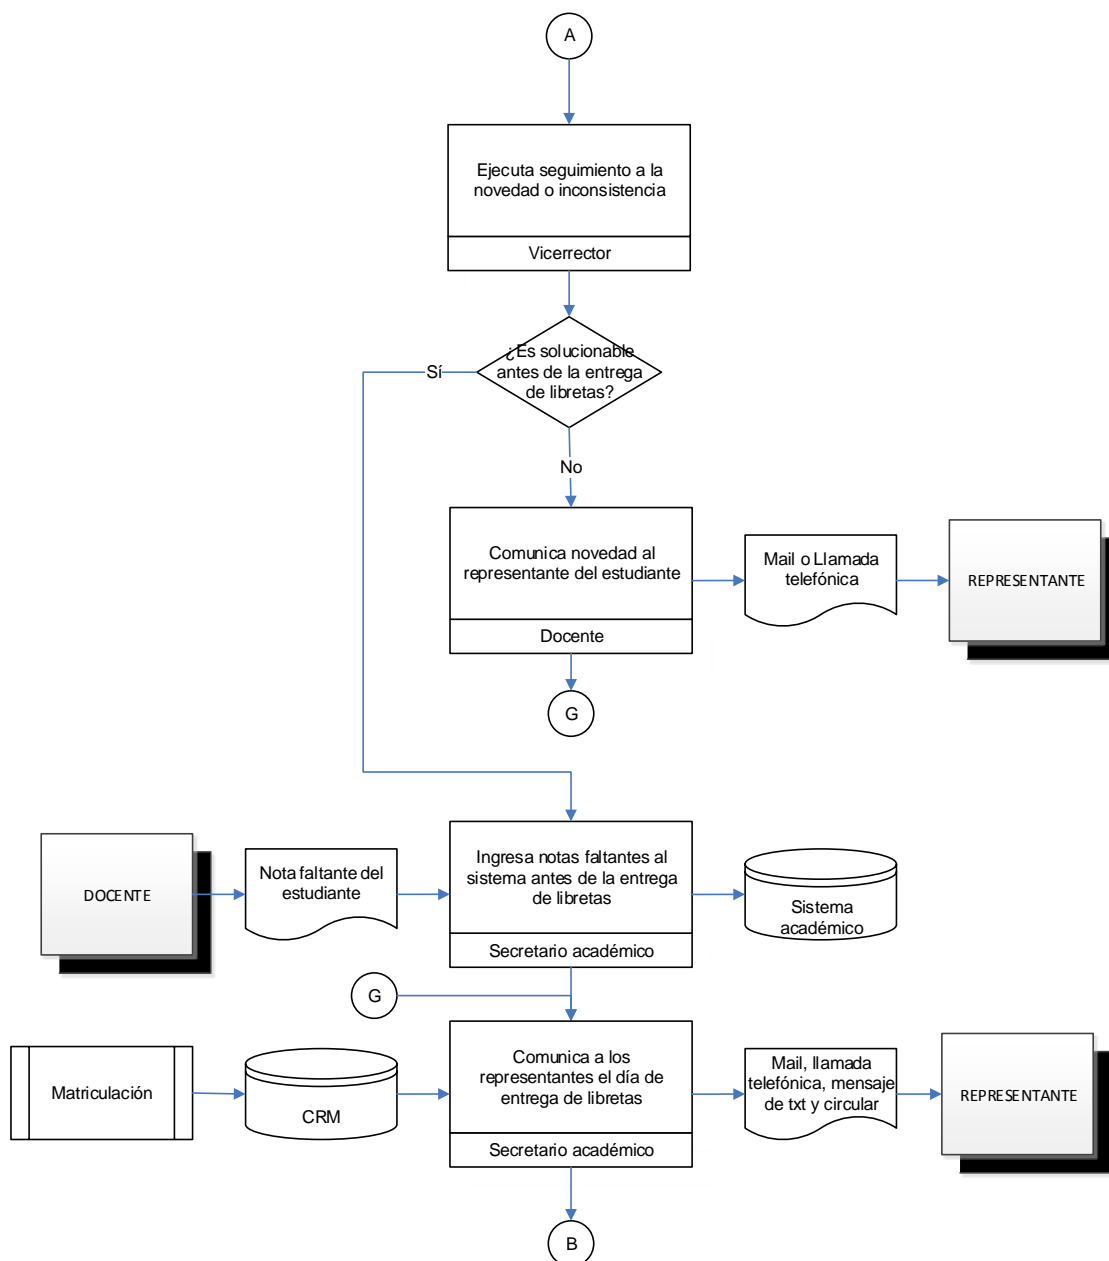 A
Ejecuta seguimiento a la
novedad o inconsistencia
Vicerrector
¿Es solucionable
antes de la entrega
de libretas?
Sí
No
Comunica novedad al
representante del estudiante
Docente
Mail o Llamada
telefónica
REPRESENTANTE
G
DOCENTE
Nota faltante del
estudiante
Ingresa notas faltantes al
sistema antes de la entrega
de libretas
Secretario académico
Sistema
académico
G
Matriculación
CRM
Comunica a los
representantes el día de
entrega de libretas
Secretario académico
Mail, llamada
telefónica, mensaje
de txt y circular
REPRESENTANTE
B